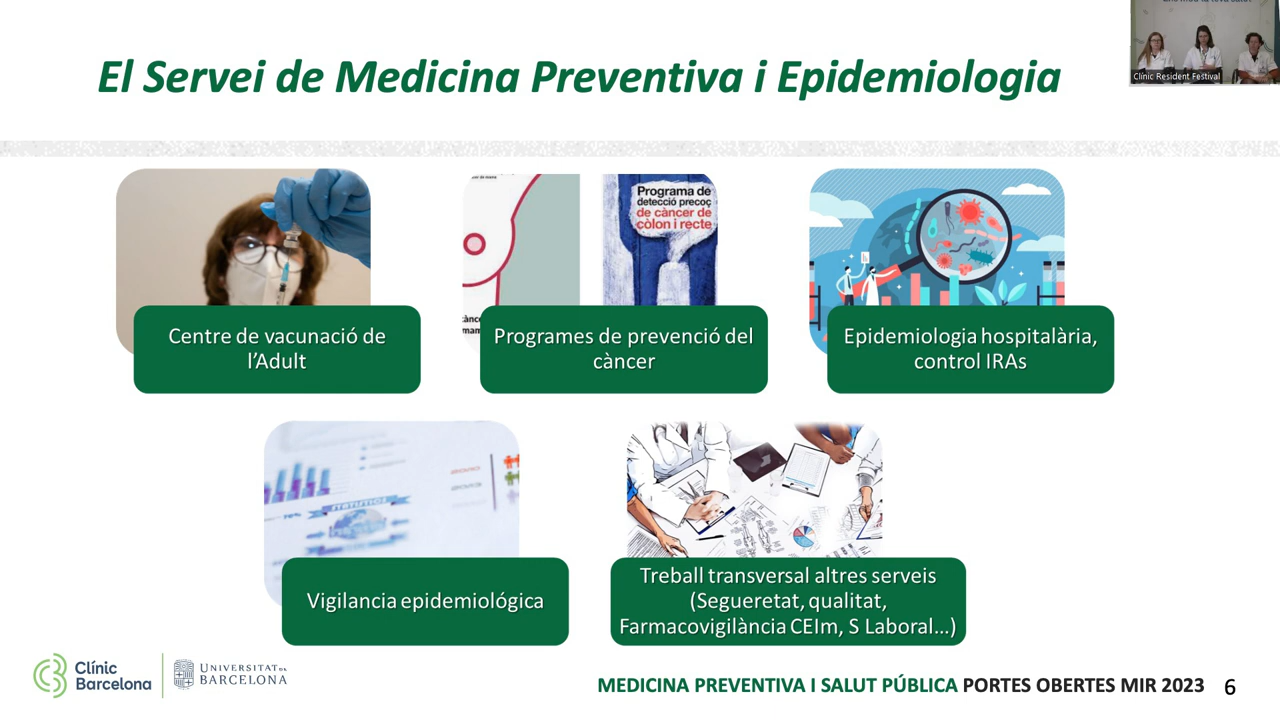 El Servei de Medicina Preventiva i Epidemiologia
Clínic Resident Festival
Programa de
detecció precoç
de càncer de
còlon i recte
Centre de vacunació de
l'Adult
Programes de prevenció del
càncer
Epidemiologia hospitalària,
control IRAs
STATISTICS
Vigilancia epidemiológica
Treball transversal altres serveis
(Segueretat, qualitat,
Farmacovigilància CEIm, S Laboral...)
Clínic
Barcelona
UNIVERSITAT DE
BARCELONA
MEDICINA PREVENTIVA I SALUT PÚBLICA PORTES OBERTES MIR 2023 6